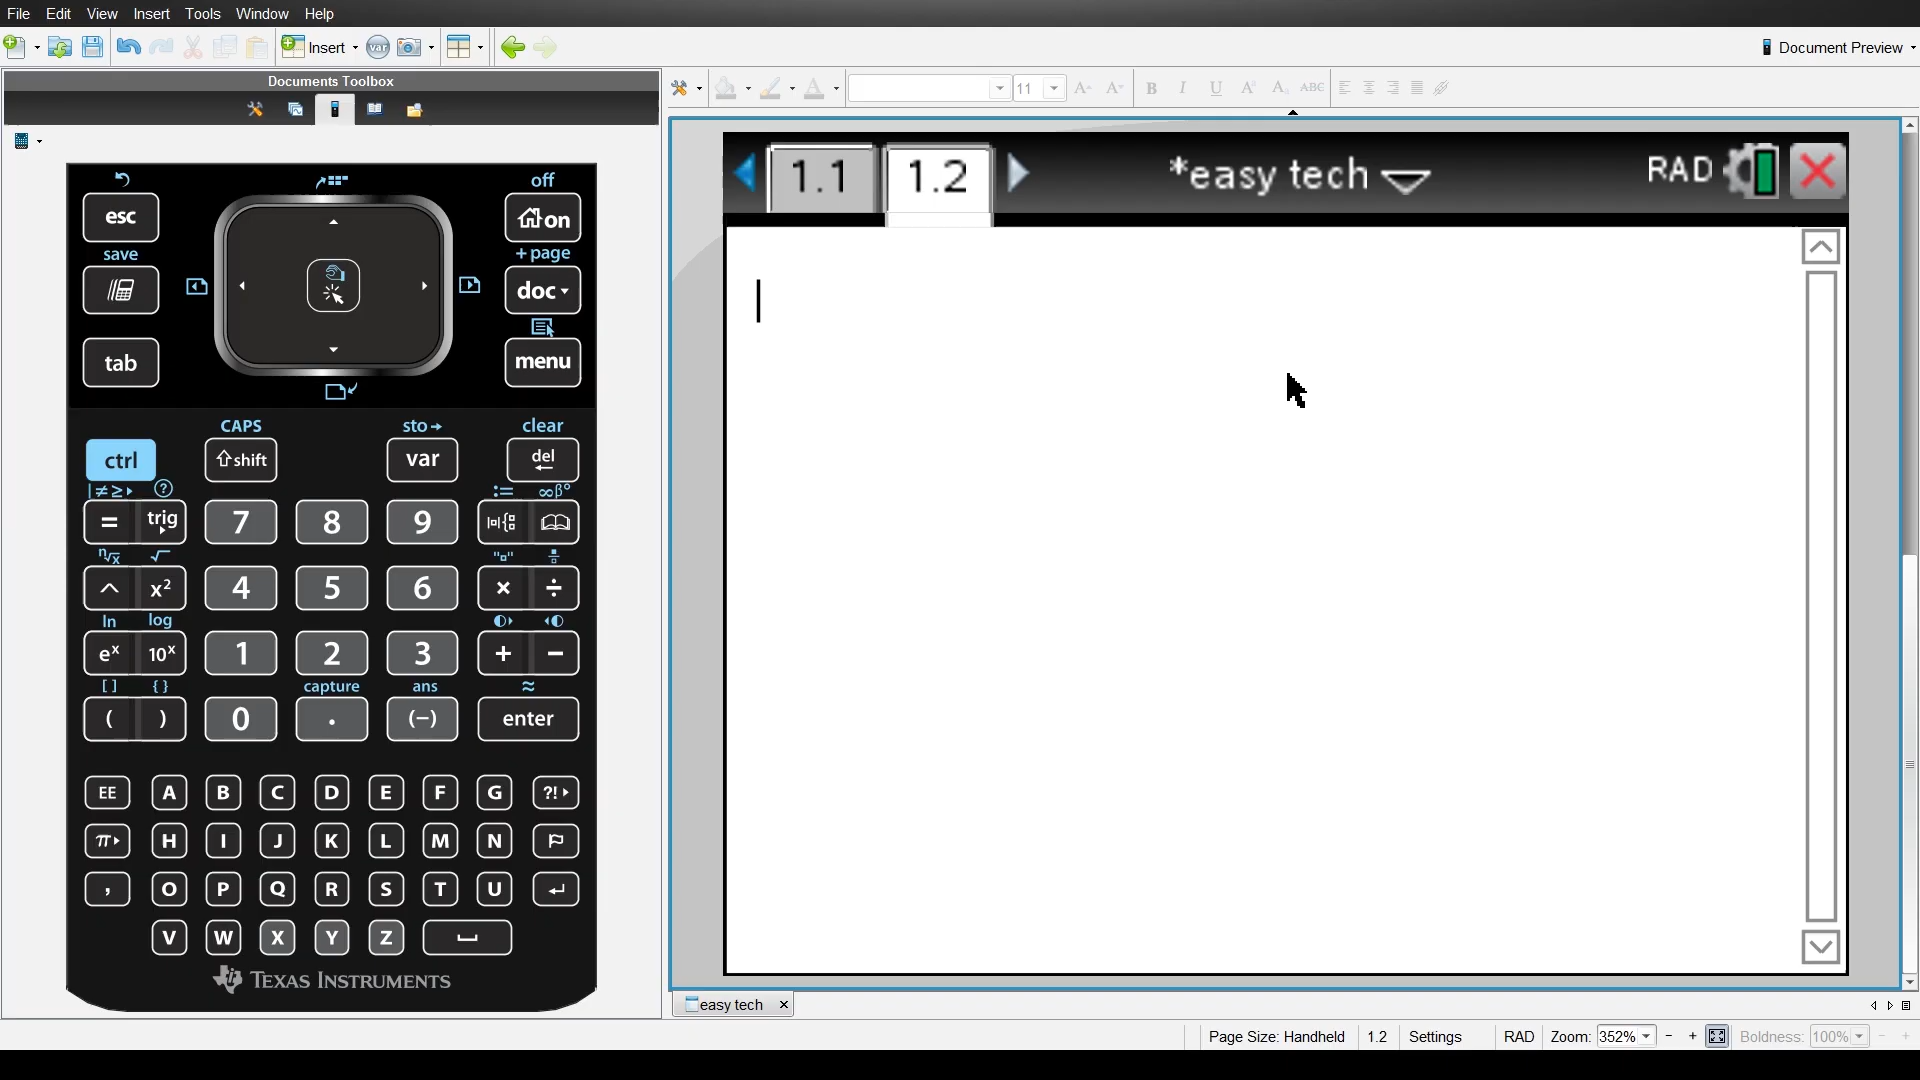 File Edit View Insert Tools Window Help
Insert
var
Document Preview
Documents Toolbox
11
B I U A A ABC
1.1 1.2 *easy tech RAD
off
esc
on
save
+ page
doc
tab
menu
CAPS sto→ clear
ctrl ⇧shift var del
|≠≥▸ ? := ∞β°
= trig 7 8 9
ⁿ√x √ "▫"
^ x² 4 5 6 × ÷
ln log
eˣ 10ˣ 1 2 3 + −
[ ] { } capture ans ≈
( ) 0 . (−) enter
EE A B C D E F G ?!▸
π▸ H I J K L M N
, O P Q R S T U
V W X Y Z
TEXAS INSTRUMENTS
easy tech
Page Size: Handheld 1.2 Settings RAD Zoom: 352% - + Boldness: 100% - +